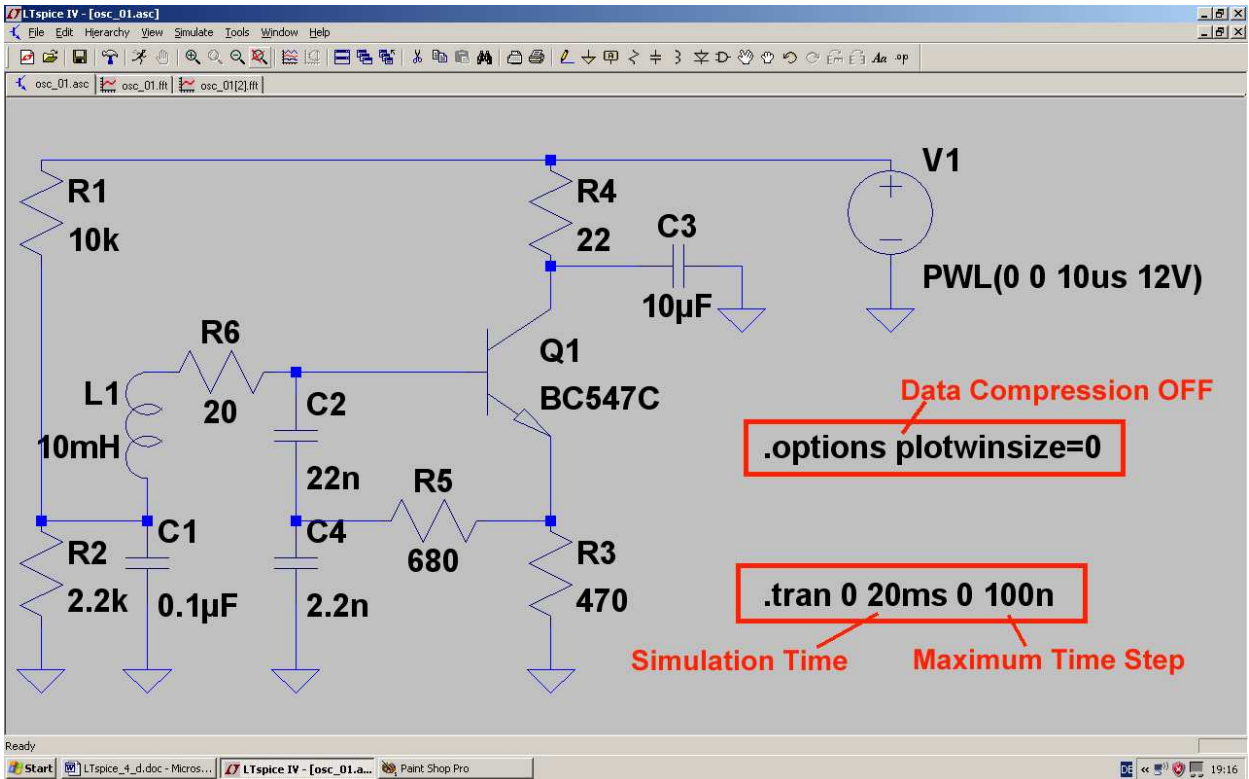 LTspice IV - [osc_01.asc]
File Edit Hierarchy View Simulate Tools Window Help
Aa .op
osc_01.asc osc_01.fft osc_01[2].fft
R1
10k
R4
22
C3
10µF
V1
PWL(0 0 10us 12V)
R6
20
L1
10mH
C2
22n
Q1
BC547C
Data Compression OFF
.options plotwinsize=0
R5
680
R2
2.2k
C1
0.1µF
C4
2.2n
R3
470
.tran 0 20ms 0 100n
Simulation Time
Maximum Time Step
Ready
Start LTspice_4_d.doc - Micros... LTspice IV - [osc_01.a... Paint Shop Pro DE 19:16